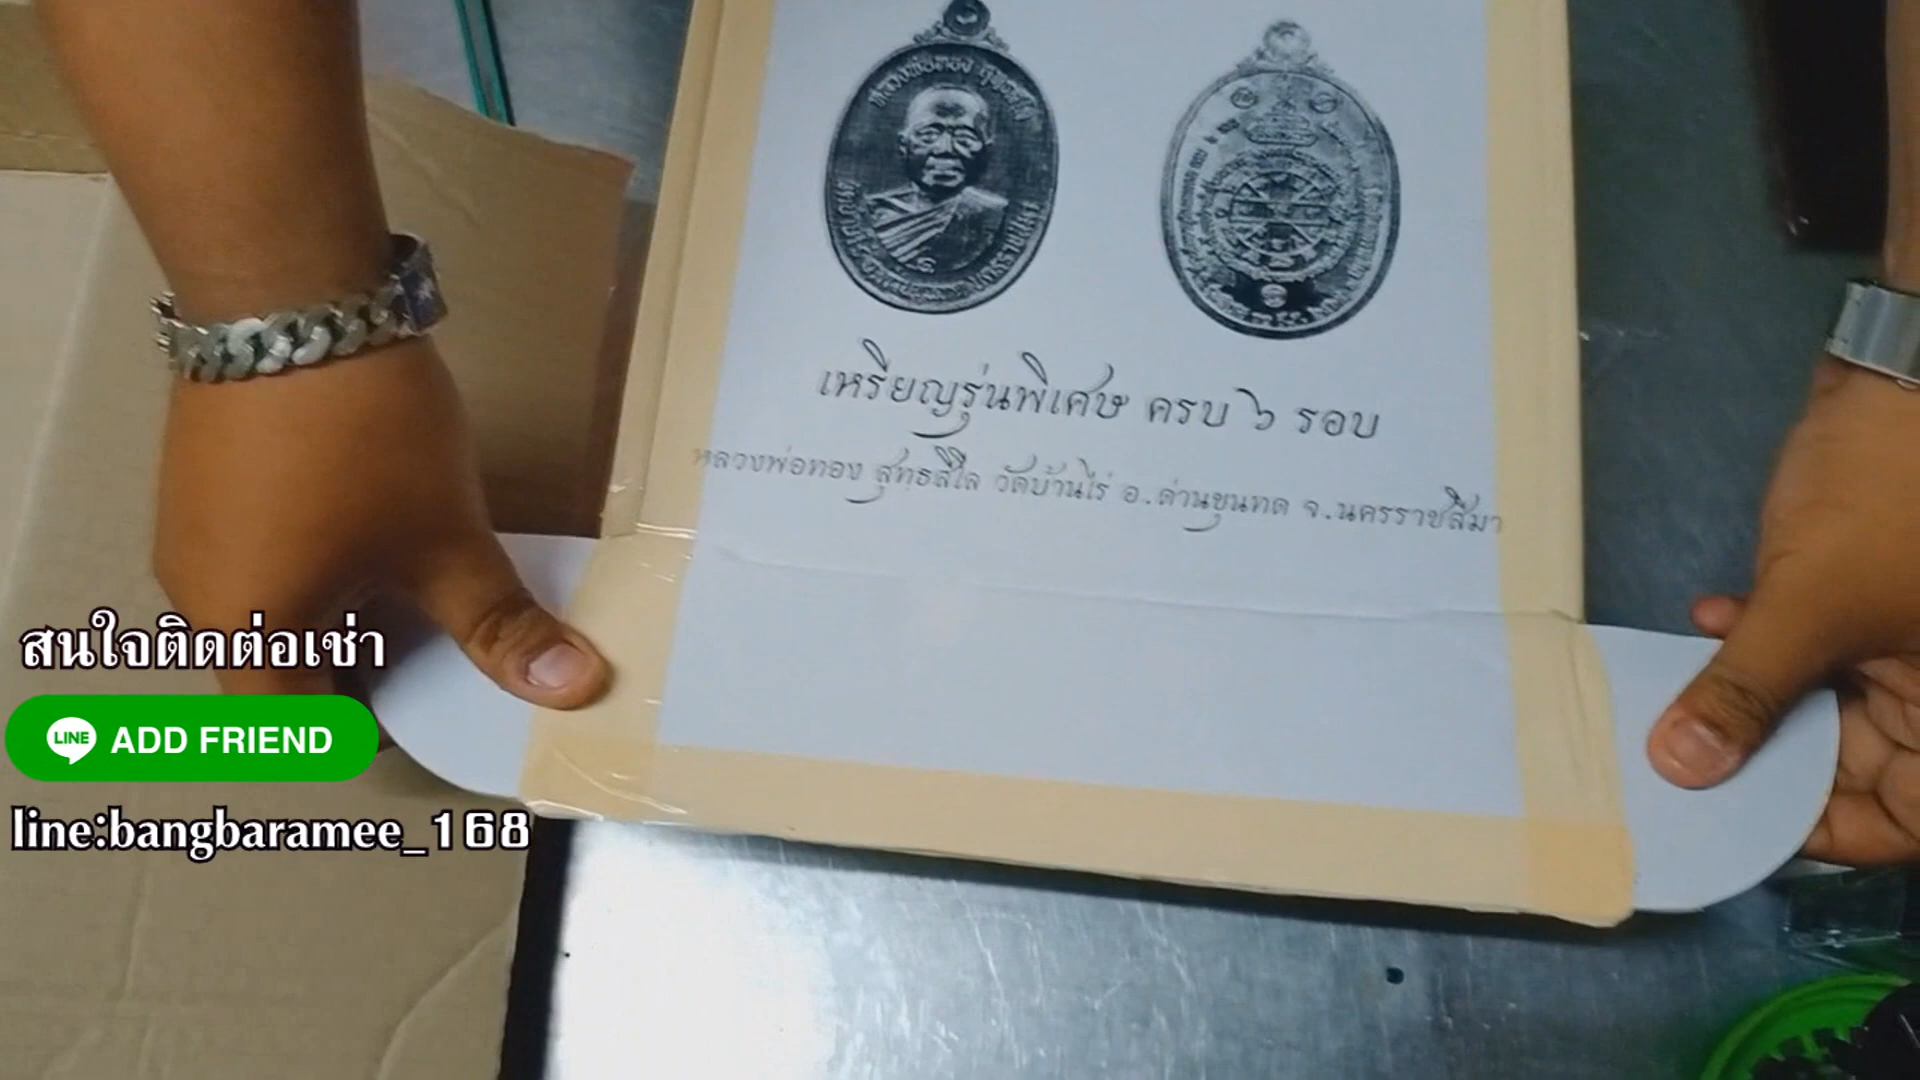 เหรียญรุ่นพิเศษ ครบ ๖ รอบ
หลวงพ่อทอง สุทธสีโล วัดบ้านไร่ อ.ด่านขุนทด จ.นครราชสีมา
สนใจติดต่อเช่า
LINE ADD FRIEND
line:bangbaramee_168